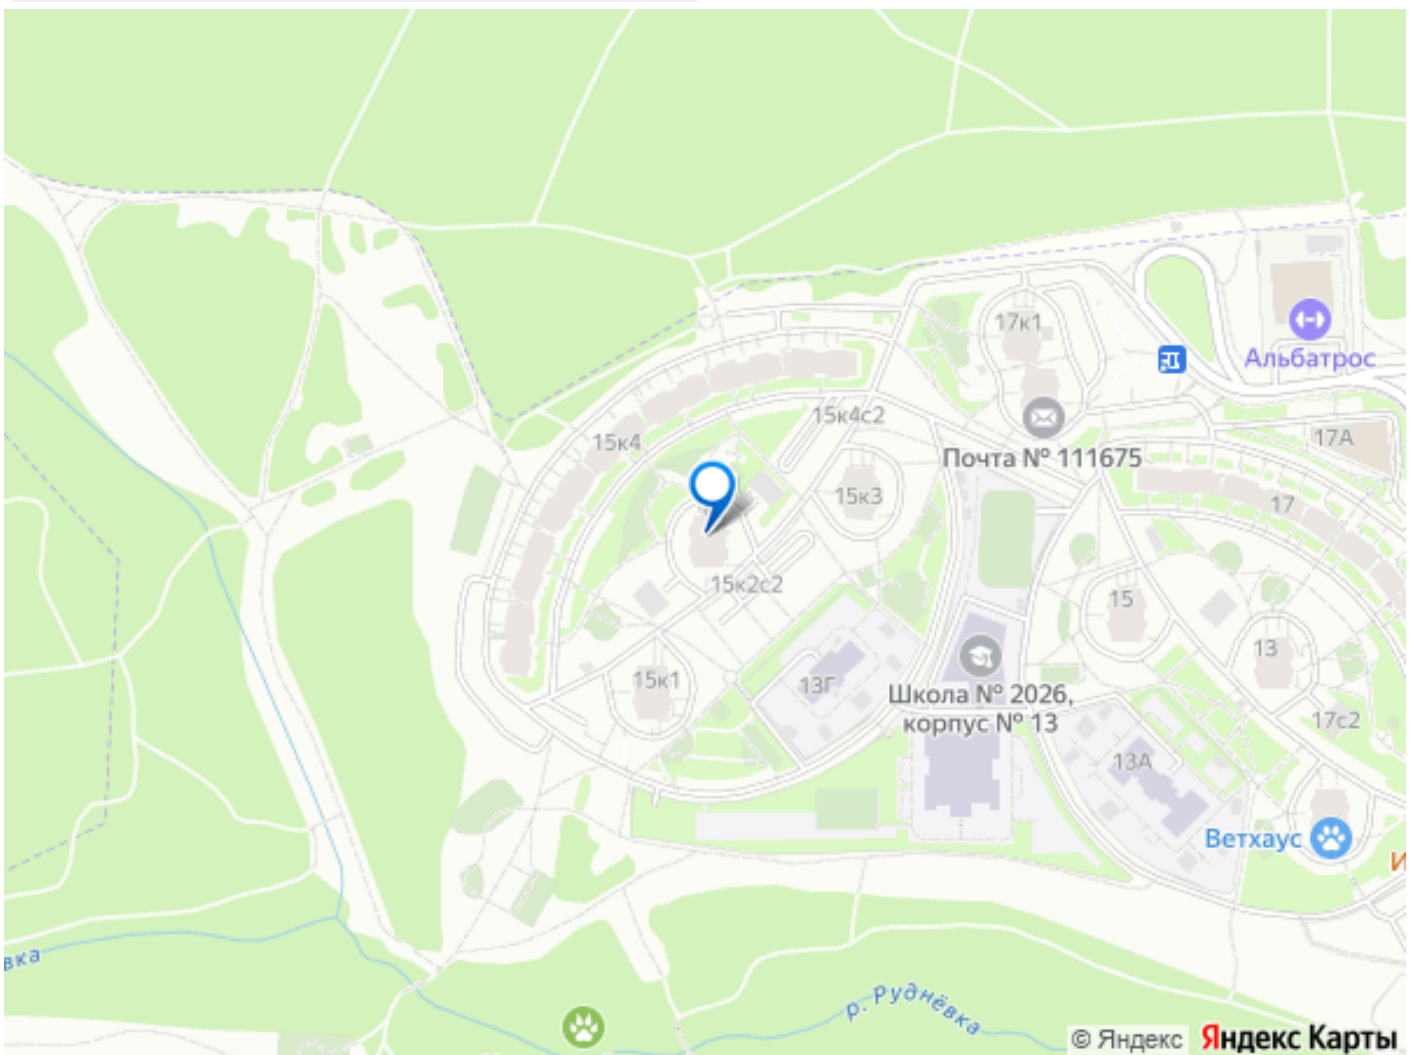 17к1
Альбатрос
15к4с2
17А
15к4
Почта № 111675
15к3
17
15к2с2
15
13
15к1
13Г
Школа № 2026,
корпус № 13
17с2
13А
Ветхаус
И
вка
р. Руднёвка
© Яндекс Яндекс Карты